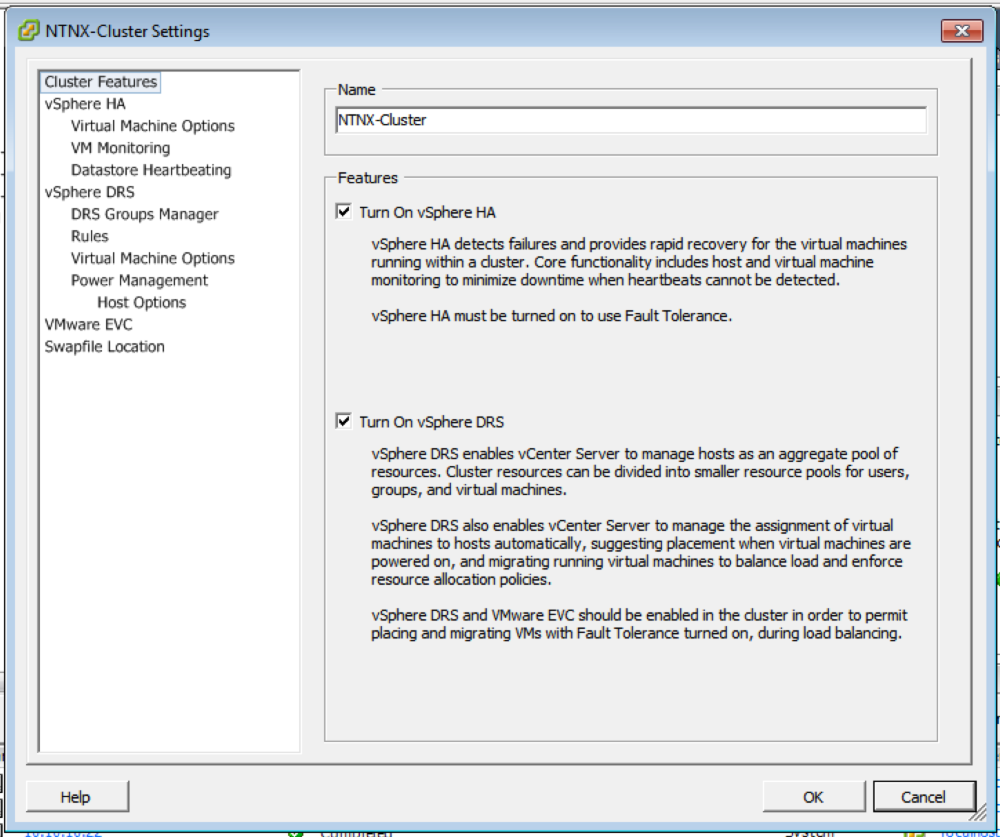 NTNX-Cluster Settings
Cluster Features
vSphere HA
Virtual Machine Options
VM Monitoring
Datastore Heartbeating
vSphere DRS
DRS Groups Manager
Rules
Virtual Machine Options
Power Management
Host Options
VMware EVC
Swapfile Location
Name
NTNX-Cluster
Features
Turn On vSphere HA
vSphere HA detects failures and provides rapid recovery for the virtual machines
running within a cluster. Core functionality includes host and virtual machine
monitoring to minimize downtime when heartbeats cannot be detected.
vSphere HA must be turned on to use Fault Tolerance.
Turn On vSphere DRS
vSphere DRS enables vCenter Server to manage hosts as an aggregate pool of
resources. Cluster resources can be divided into smaller resource pools for users,
groups, and virtual machines.
vSphere DRS also enables vCenter Server to manage the assignment of virtual
machines to hosts automatically, suggesting placement when virtual machines are
powered on, and migrating running virtual machines to balance load and enforce
resource allocation policies.
vSphere DRS and VMware EVC should be enabled in the cluster in order to permit
placing and migrating VMs with Fault Tolerance turned on, during load balancing.
Help
OK
Cancel
Completed
System